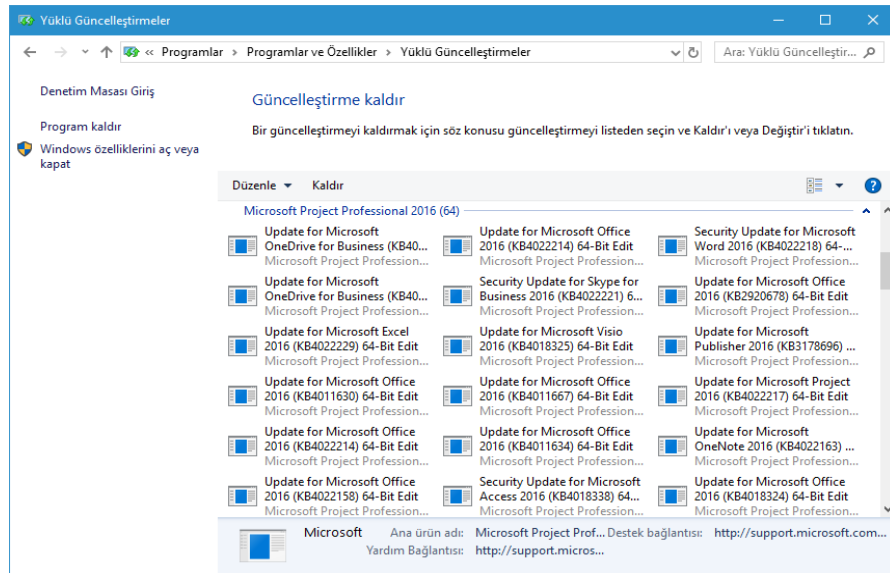 Yüklü Güncelleştirmeler
« Programlar > Programlar ve Özellikler > Yüklü Güncelleştirmeler
Ara: Yüklü Güncelleştir...
Denetim Masası Giriş
Program kaldır
Windows özelliklerini aç veya
kapat
Güncelleştirme kaldır
Bir güncelleştirmeyi kaldırmak için söz konusu güncelleştirmeyi listeden seçin ve Kaldır'ı veya Değiştir'i tıklatın.
Düzenle Kaldır
Microsoft Project Professional 2016 (64)
Update for Microsoft
OneDrive for Business (KB40...
Microsoft Project Profession...
Update for Microsoft Office
2016 (KB4022214) 64-Bit Edit
Microsoft Project Profession...
Security Update for Microsoft
Word 2016 (KB4022218) 64-...
Microsoft Project Profession...
Update for Microsoft
OneDrive for Business (KB40...
Microsoft Project Profession...
Security Update for Skype for
Business 2016 (KB4022221) 6...
Microsoft Project Profession...
Update for Microsoft Office
2016 (KB2920678) 64-Bit Edit
Microsoft Project Profession...
Update for Microsoft Excel
2016 (KB4022229) 64-Bit Edit
Microsoft Project Profession...
Update for Microsoft Visio
2016 (KB4018325) 64-Bit Edit
Microsoft Project Profession...
Update for Microsoft
Publisher 2016 (KB3178696) ...
Microsoft Project Profession...
Update for Microsoft Office
2016 (KB4011630) 64-Bit Edit
Microsoft Project Profession...
Update for Microsoft Office
2016 (KB4011667) 64-Bit Edit
Microsoft Project Profession...
Update for Microsoft Project
2016 (KB4022217) 64-Bit Edit
Microsoft Project Profession...
Update for Microsoft Office
2016 (KB4022214) 64-Bit Edit
Microsoft Project Profession...
Update for Microsoft Office
2016 (KB4011634) 64-Bit Edit
Microsoft Project Profession...
Update for Microsoft
OneNote 2016 (KB4022163) ...
Microsoft Project Profession...
Update for Microsoft Office
2016 (KB4022158) 64-Bit Edit
Microsoft Project Profession...
Security Update for Microsoft
Access 2016 (KB4018338) 64...
Microsoft Project Profession...
Update for Microsoft Office
2016 (KB4018324) 64-Bit Edit
Microsoft Project Profession...
Microsoft Ana ürün adı: Microsoft Project Prof... Destek bağlantısı: http://support.microsoft.com...
Yardım Bağlantısı: http://support.micros...